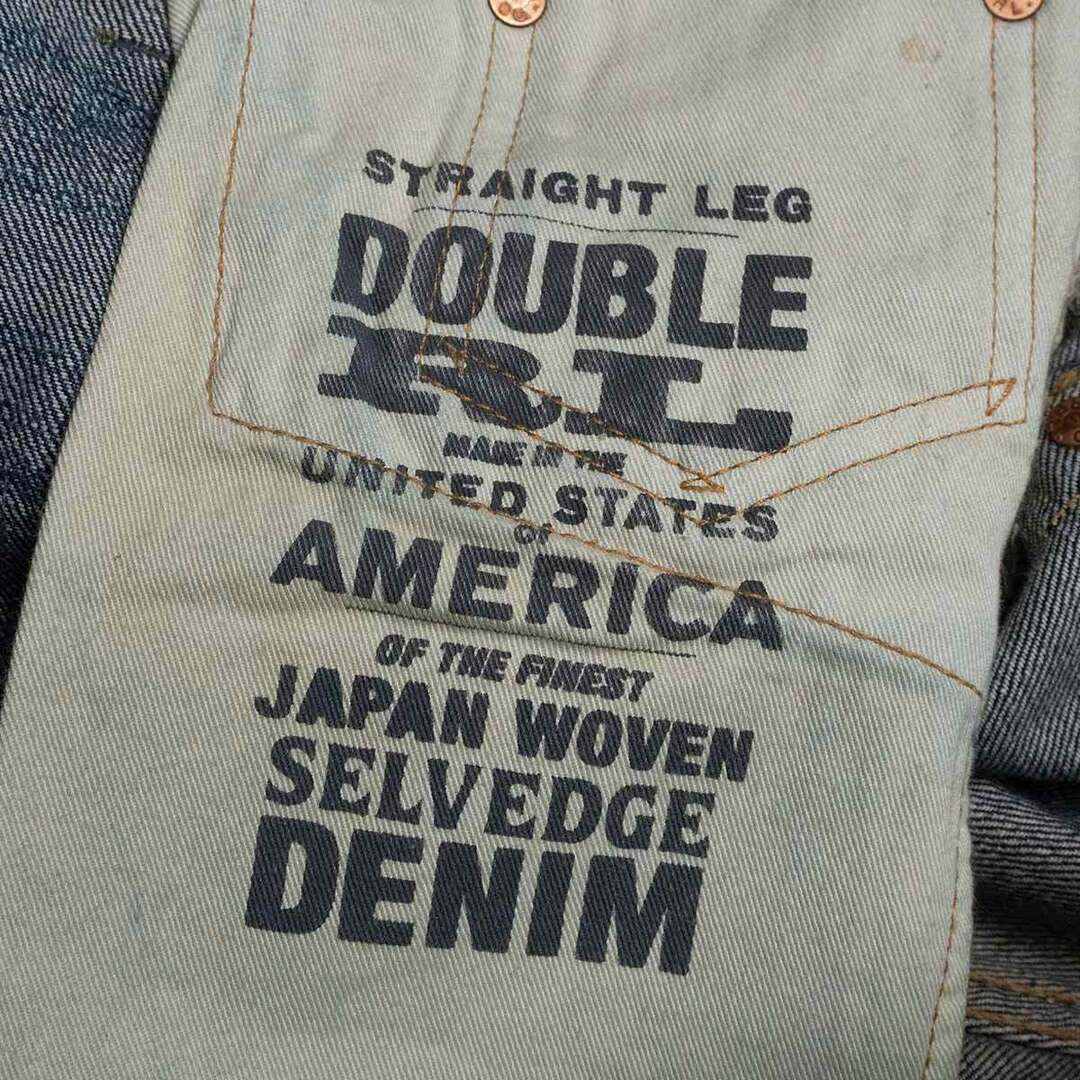 STRAIGHT LEG
DOUBLE
RL
MADE IN THE
UNITED STATES
OF
AMERICA
OF THE FINEST
JAPAN WOVEN
SELVEDGE
DENIM